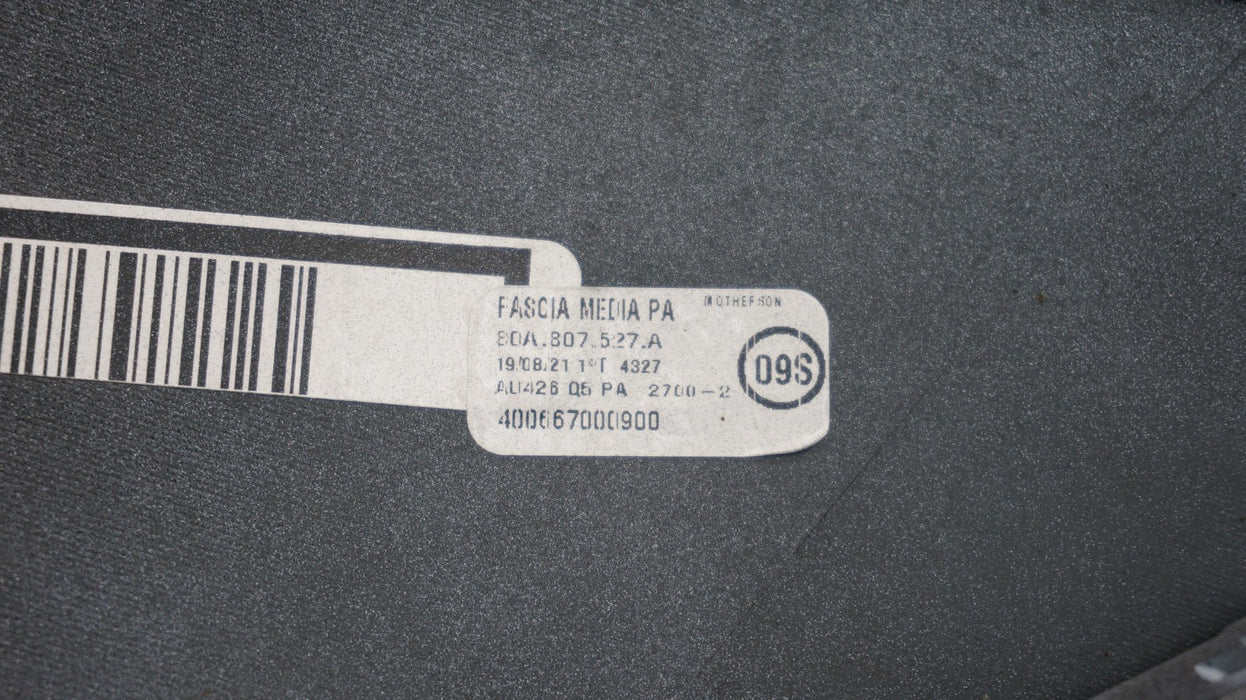 FASCIA MEDIA PA
MOTHERSON
80A.807.527.A
19/08/21 1°T 4327
AU426 Q5 PA 2700-2
09S
400667000900